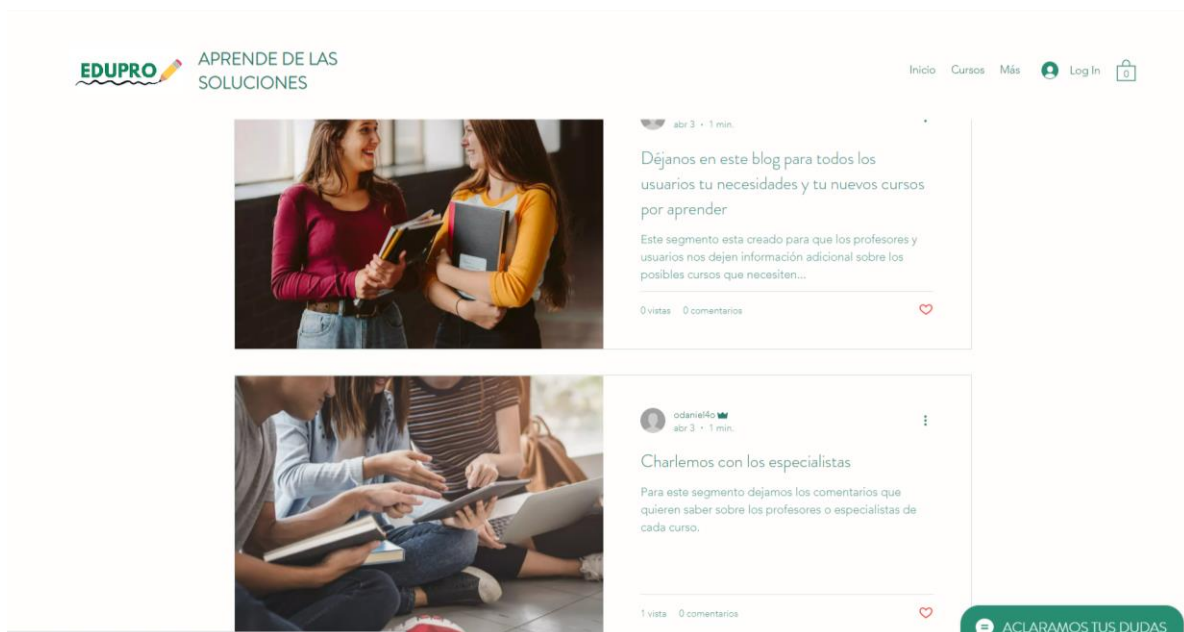 EDUPRO
APRENDE DE LAS
SOLUCIONES
Inicio Cursos Más Log In 0
abr 3 · 1 min.
Déjanos en este blog para todos los
usuarios tu necesidades y tu nuevos cursos
por aprender
Este segmento esta creado para que los profesores y
usuarios nos dejen información adicional sobre los
posibles cursos que necesiten...
0 vistas 0 comentarios
odaniel4o
abr 3 · 1 min.
Charlemos con los especialistas
Para este segmento dejamos los comentarios que
quieren saber sobre los profesores o especialistas de
cada curso.
1 vista 0 comentarios
ACLARAMOS TUS DUDAS